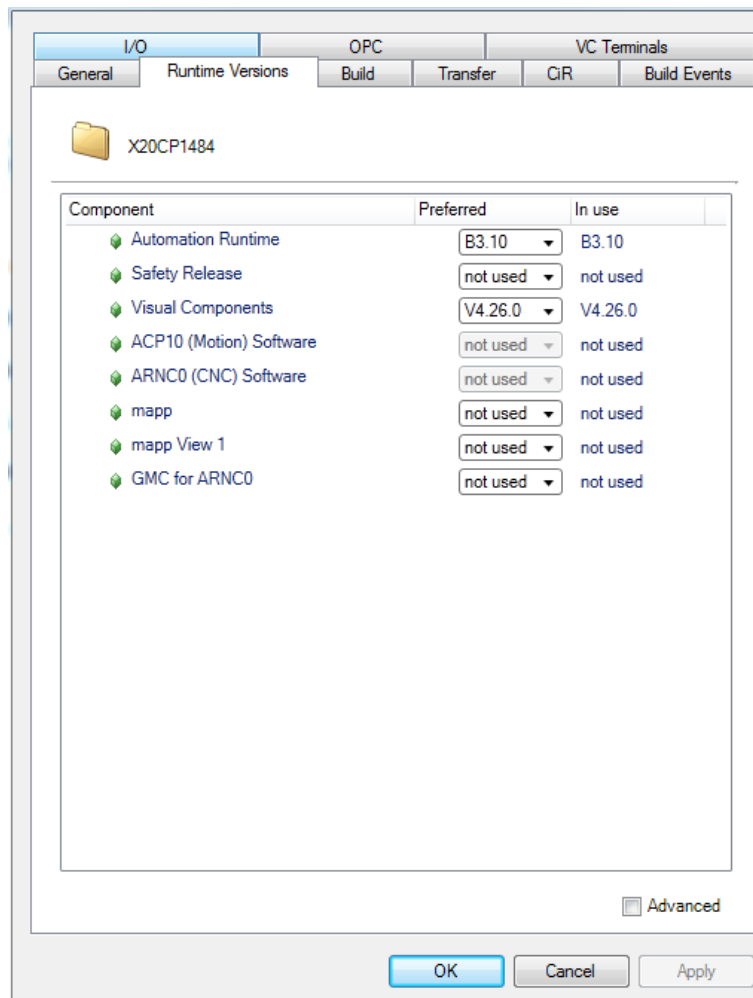 I/O OPC VC Terminals
General Runtime Versions Build Transfer CiR Build Events
X20CP1484
Component Preferred In use
Automation Runtime B3.10 B3.10
Safety Release not used not used
Visual Components V4.26.0 V4.26.0
ACP10 (Motion) Software not used not used
ARNC0 (CNC) Software not used not used
mapp not used not used
mapp View 1 not used not used
GMC for ARNC0 not used not used
Advanced
OK Cancel Apply